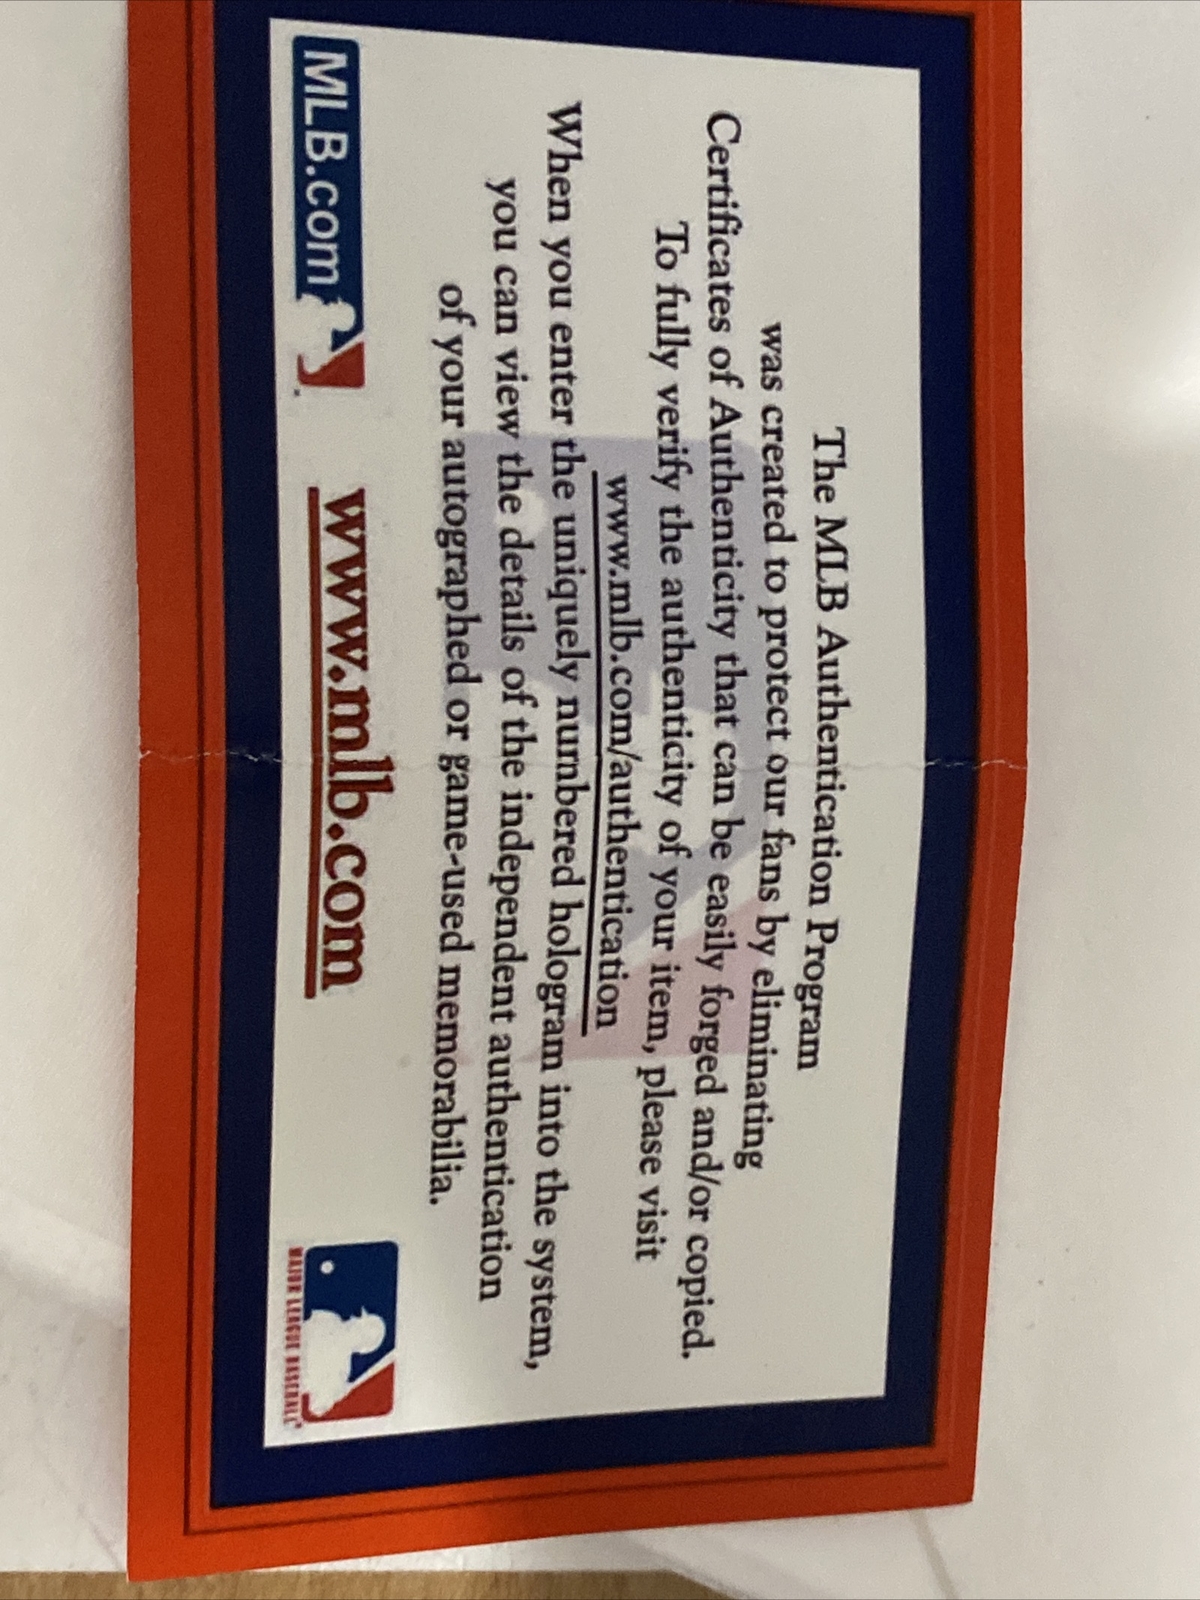 The MLB Authentication Program
was created to protect our fans by eliminating
Certificates of Authenticity that can be easily forged and/or copied.
To fully verify the authenticity of your item, please visit
www.mlb.com/authentication
When you enter the uniquely numbered hologram into the system,
you can view the details of the independent authentication
of your autographed or game-used memorabilia.
MLB.com
www.mlb.com
MAJOR LEAGUE BASEBALL